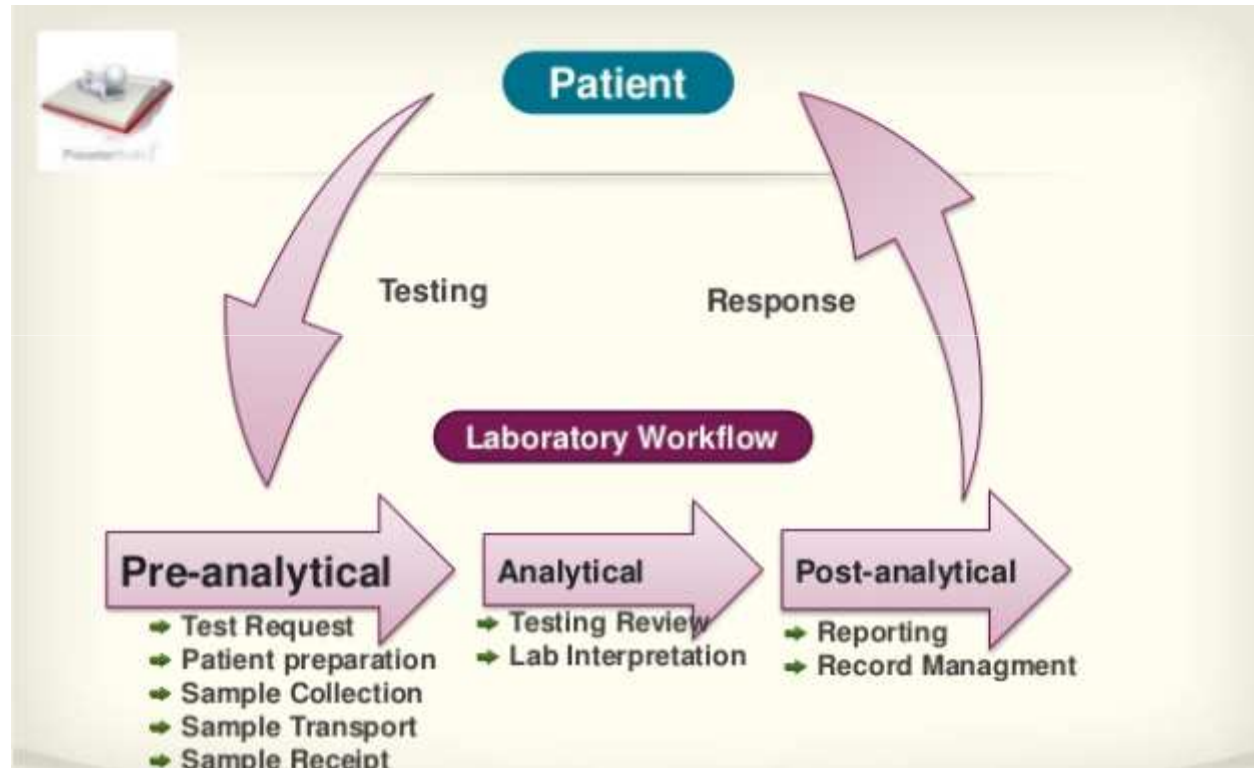 Patient
Testing
Response
Laboratory Workflow
Pre-analytical
Test Request
Patient preparation
Sample Collection
Sample Transport
Sample Receipt
Analytical
Testing Review
Lab Interpretation
Post-analytical
Reporting
Record Managment